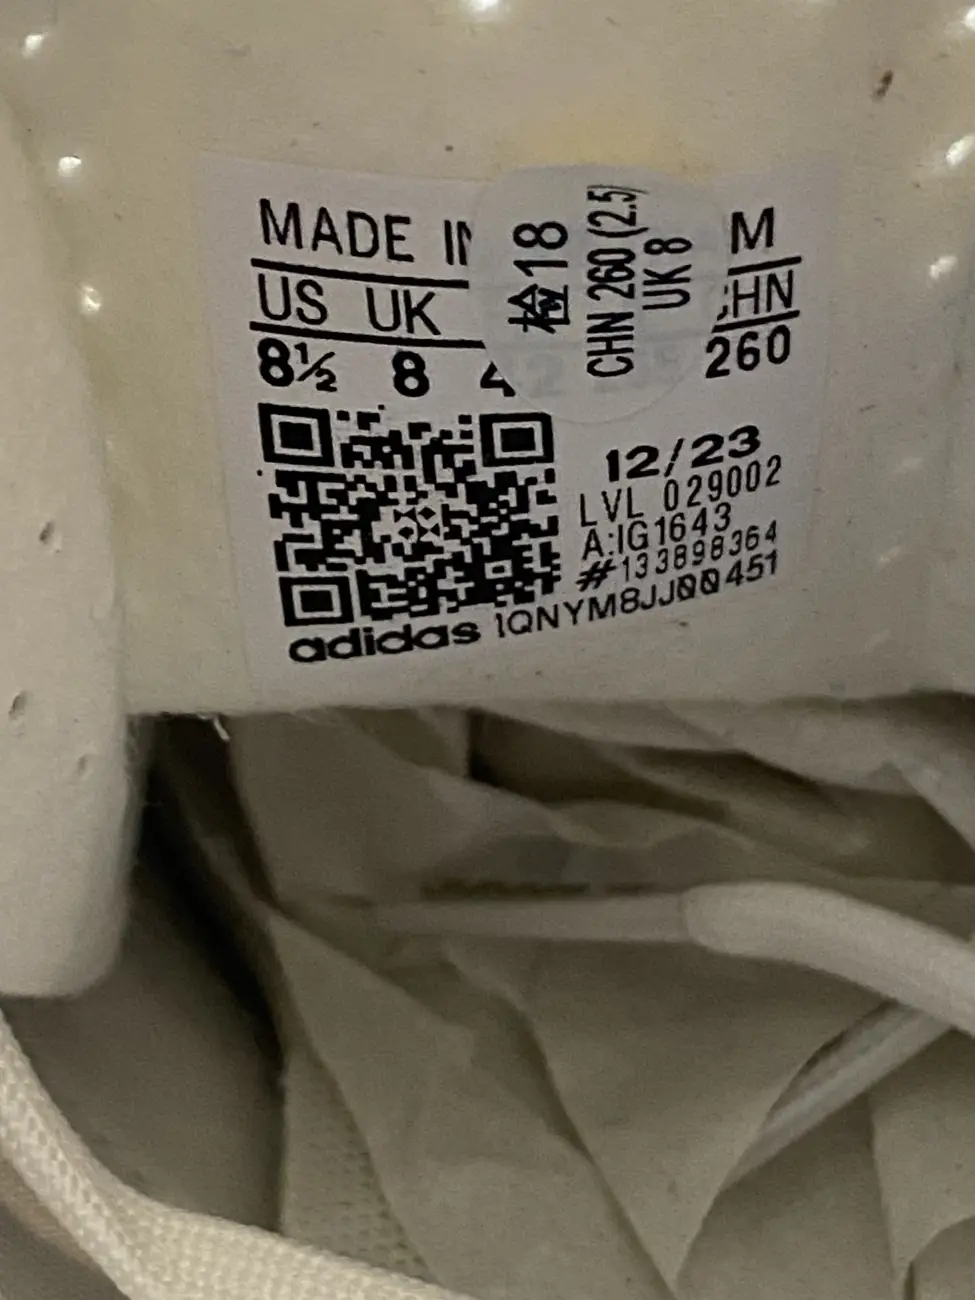 MADE IN M
US UK CHN
8½ 8 4 260
检18
CHN 260 (2.5)
UK 8
12/23
LVL 029002
A:IG1643
#133898364
adidas 1QNYM8JJ00451